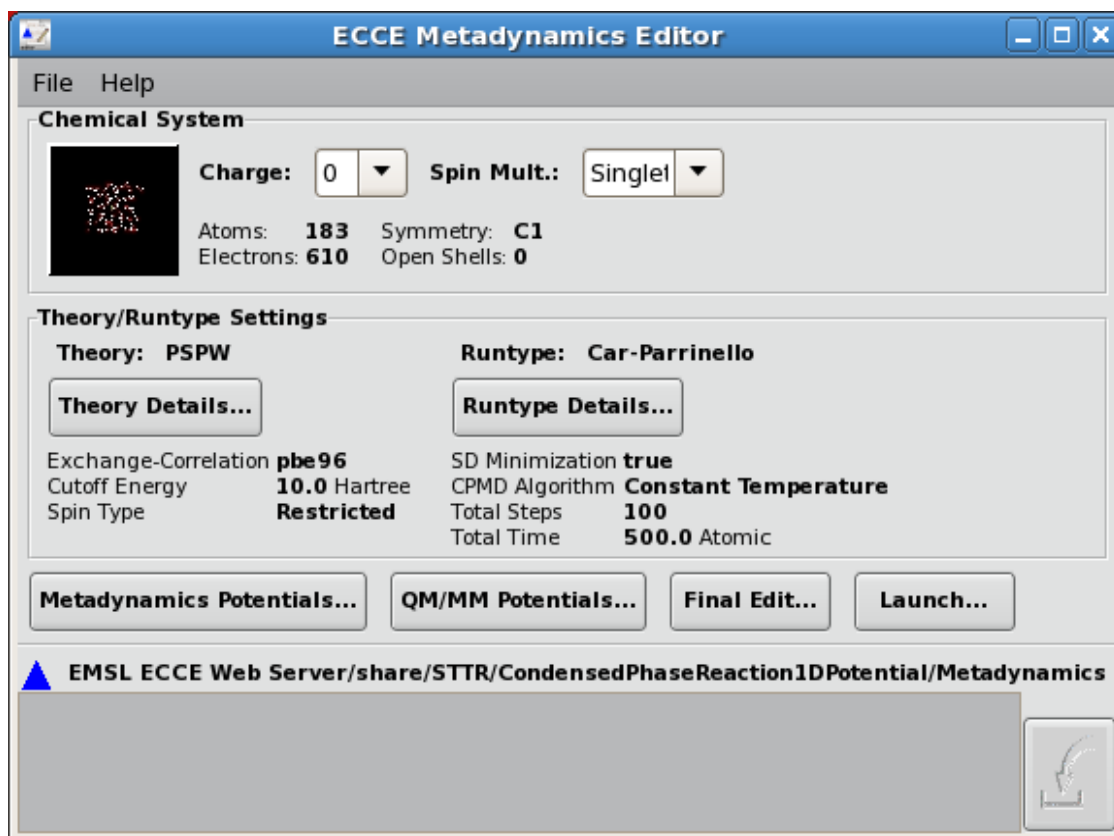 ECCE Metadynamics Editor
File Help
Chemical System
Charge: 0 Spin Mult.: Singlet
Atoms: 183 Symmetry: C1
Electrons: 610 Open Shells: 0
Theory/Runtype Settings
Theory: PSPW Runtype: Car-Parrinello
Theory Details... Runtype Details...
Exchange-Correlation pbe96 SD Minimization true
Cutoff Energy 10.0 Hartree CPMD Algorithm Constant Temperature
Spin Type Restricted Total Steps 100
Total Time 500.0 Atomic
Metadynamics Potentials... QM/MM Potentials... Final Edit... Launch...
EMSL ECCE Web Server/share/STTR/CondensedPhaseReaction1DPotential/Metadynamics